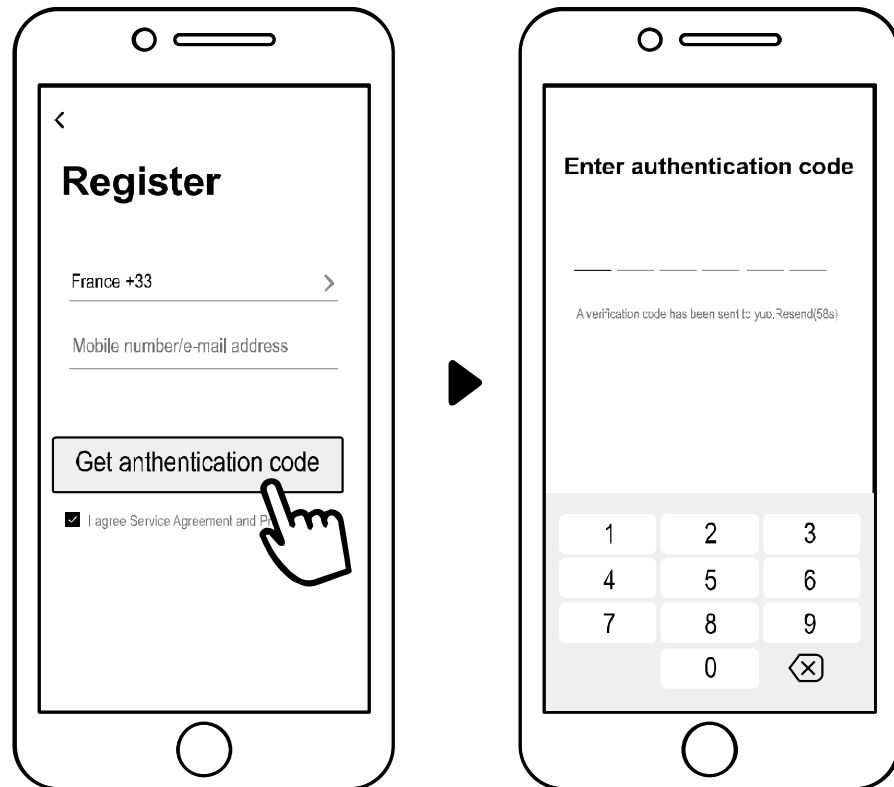 Register
France +33
Mobile number/e-mail address
Get anthentication code
I agree Service Agreement and Pr
Enter authentication code
A verification code has been sent to yuo.Resend(58s)
1 2 3
4 5 6
7 8 9
0